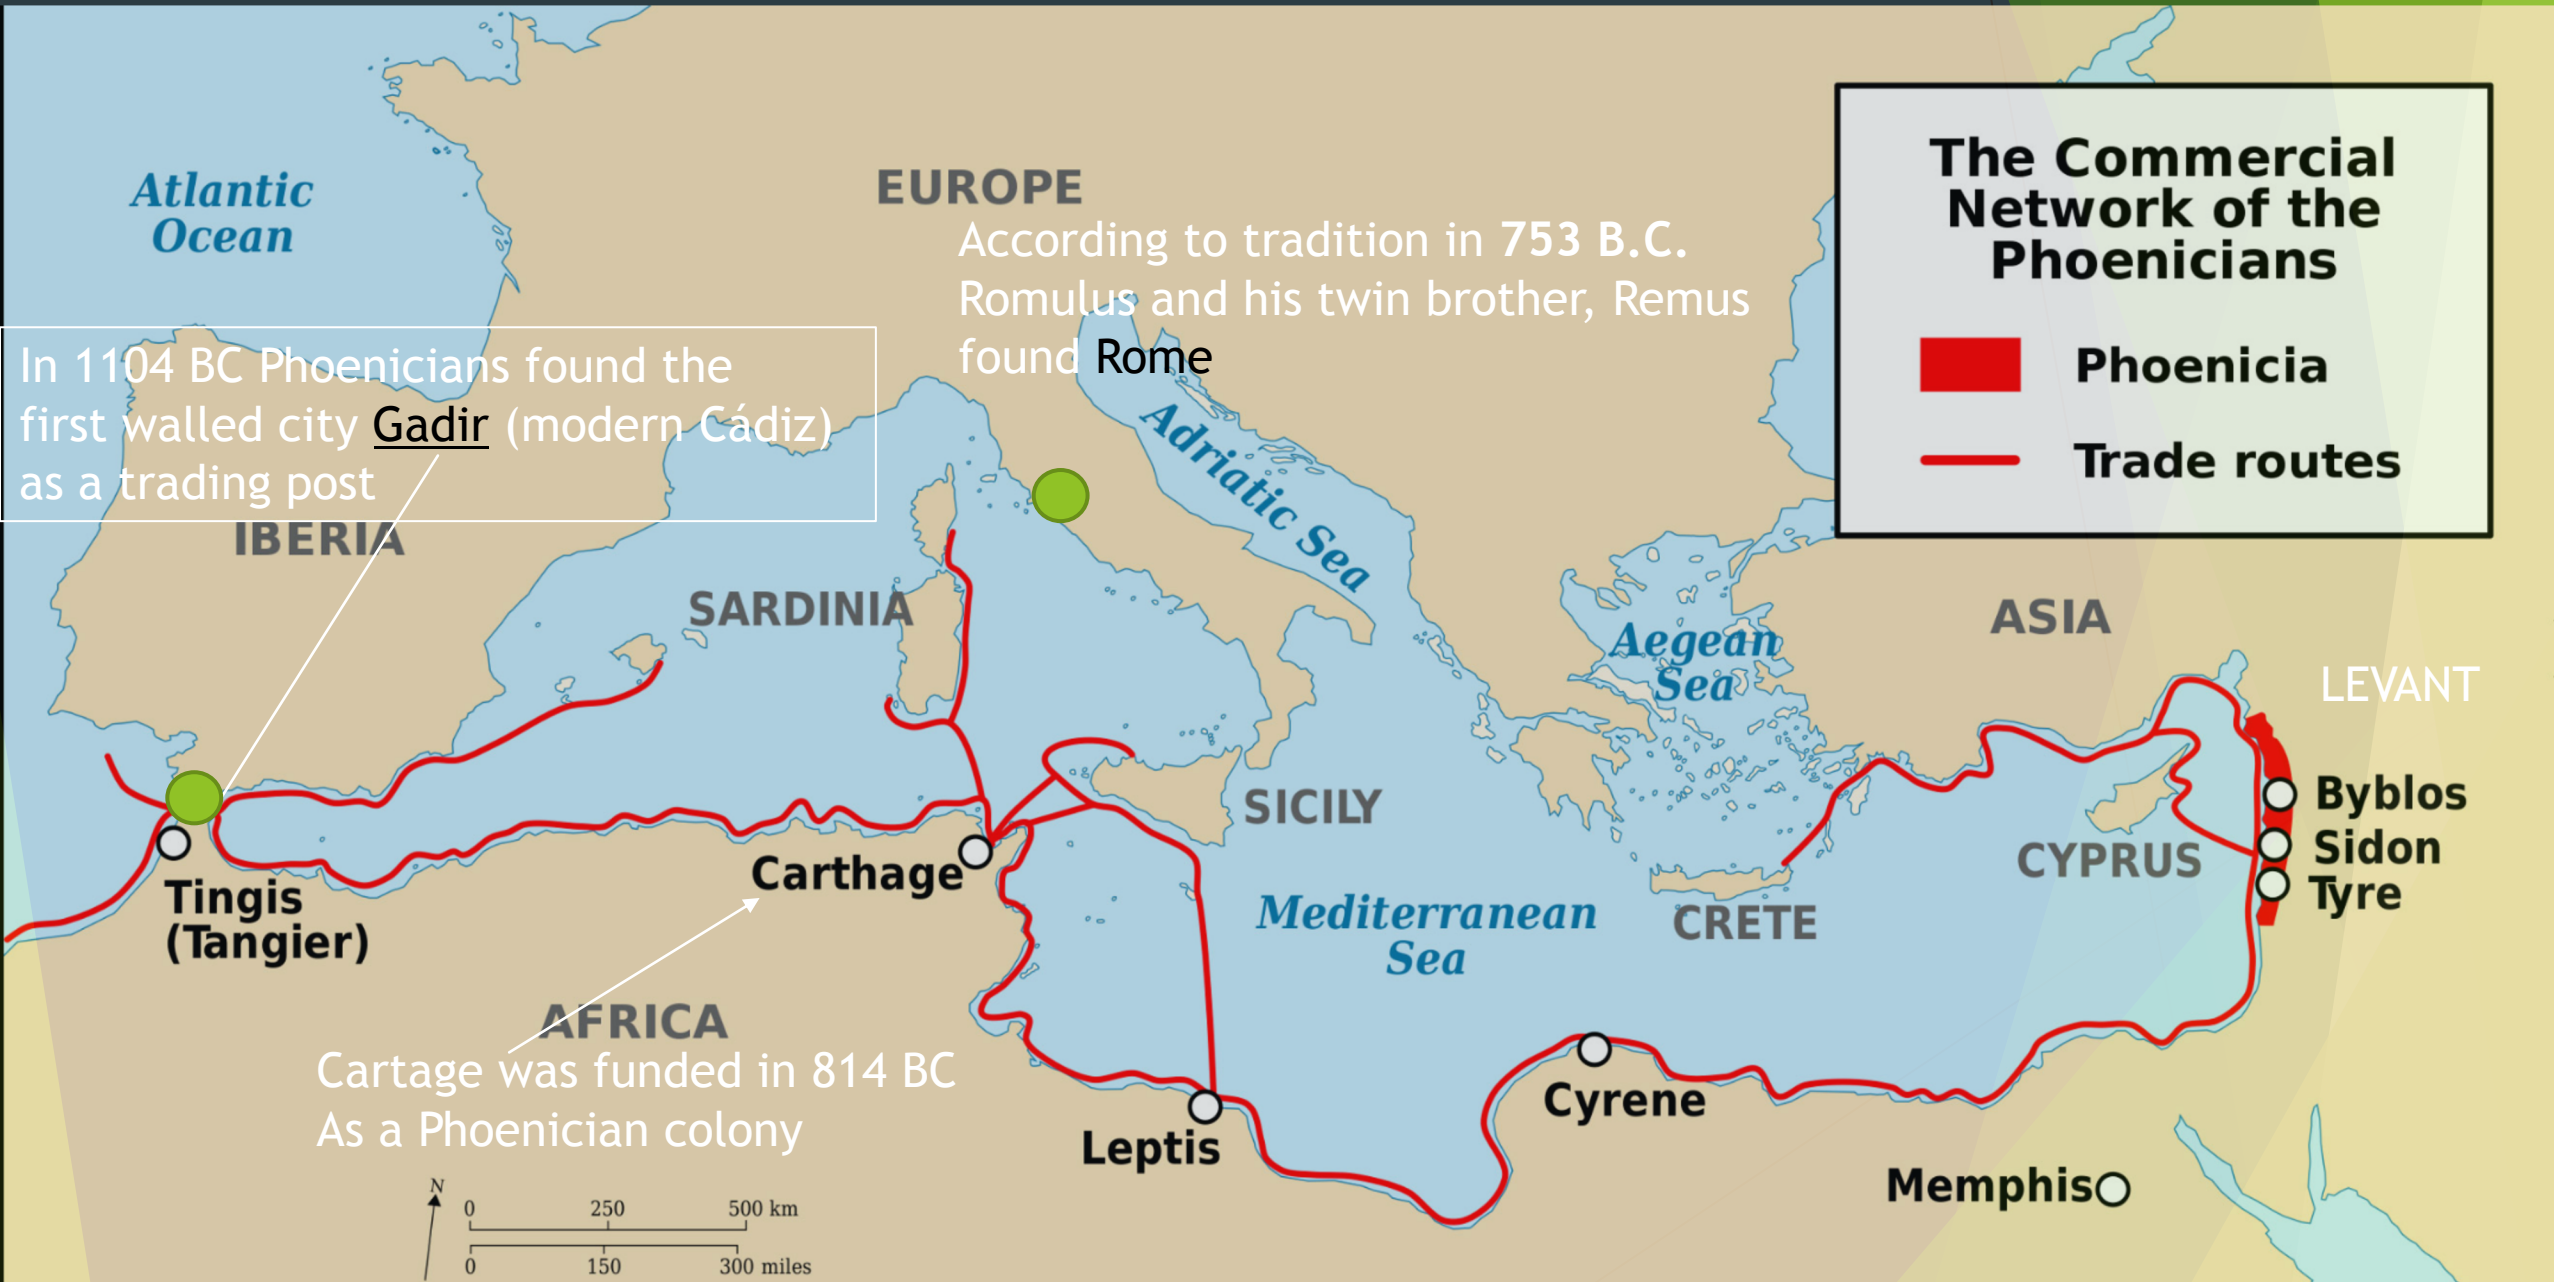 The Commercial
Network of the
Phoenicians
Phoenicia
Trade routes
Atlantic
Ocean
EUROPE
According to tradition in 753 B.C.
Romulus and his twin brother, Remus
found Rome
In 1104 BC Phoenicians found the
first walled city Gadir (modern Cádiz)
as a trading post
IBERIA
Adriatic Sea
SARDINIA
Aegean
Sea
ASIA
LEVANT
Byblos
Sidon
Tyre
SICILY
CYPRUS
Carthage
Tingis
(Tangier)
Mediterranean
Sea
CRETE
AFRICA
Cartage was funded in 814 BC
As a Phoenician colony
Cyrene
Leptis
Memphis
N
0 250 500 km
0 150 300 miles